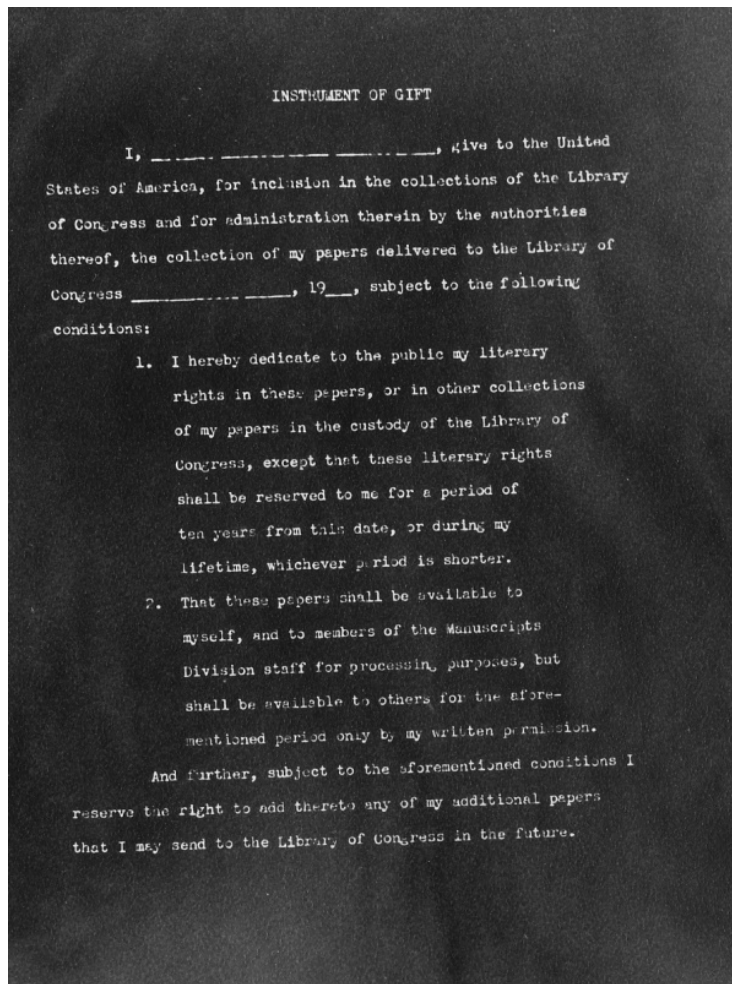 INSTRUMENT OF GIFT
I, ____________________, give to the United
States of America, for inclusion in the collections of the Library
of Congress and for administration therein by the authorities
thereof, the collection of my papers delivered to the Library of
Congress ____________, 19__, subject to the following
conditions:
1. I hereby dedicate to the public my literary
rights in these papers, or in other collections
of my papers in the custody of the Library of
Congress, except that these literary rights
shall be reserved to me for a period of
ten years from this date, or during my
lifetime, whichever period is shorter.
2. That these papers shall be available to
myself, and to members of the Manuscripts
Division staff for processing purposes, but
shall be available to others for the afore-
mentioned period only by my written permission.
And further, subject to the aforementioned conditions I
reserve the right to add thereto any of my additional papers
that I may send to the Library of Congress in the future.